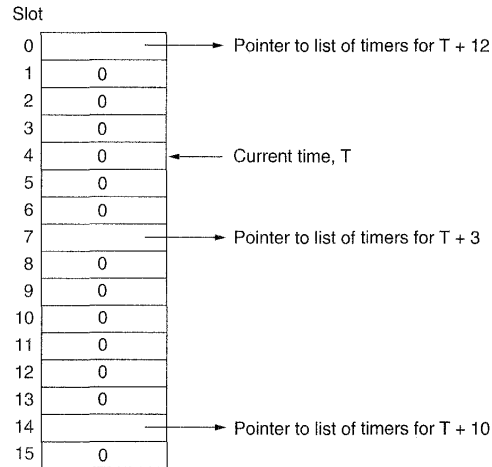 Slot
0 Pointer to list of timers for T + 12
1 0
2 0
3 0
4 0 Current time, T
5 0
6 0
7 Pointer to list of timers for T + 3
8 0
9 0
10 0
11 0
12 0
13 0
14 Pointer to list of timers for T + 10
15 0